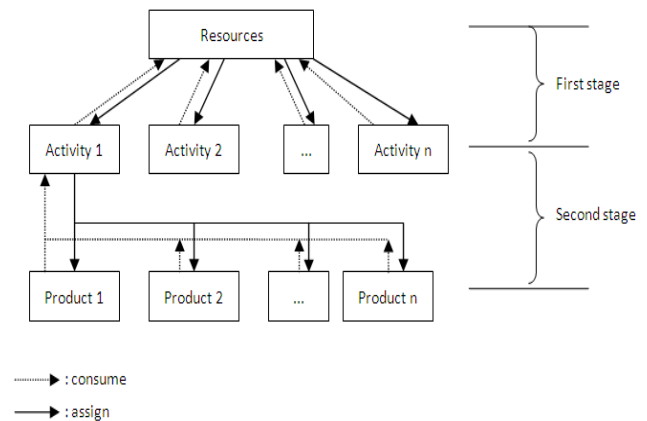 Resources
First stage
Activity 1
Activity 2
...
Activity n
Second stage
Product 1
Product 2
...
Product n
: consume
: assign